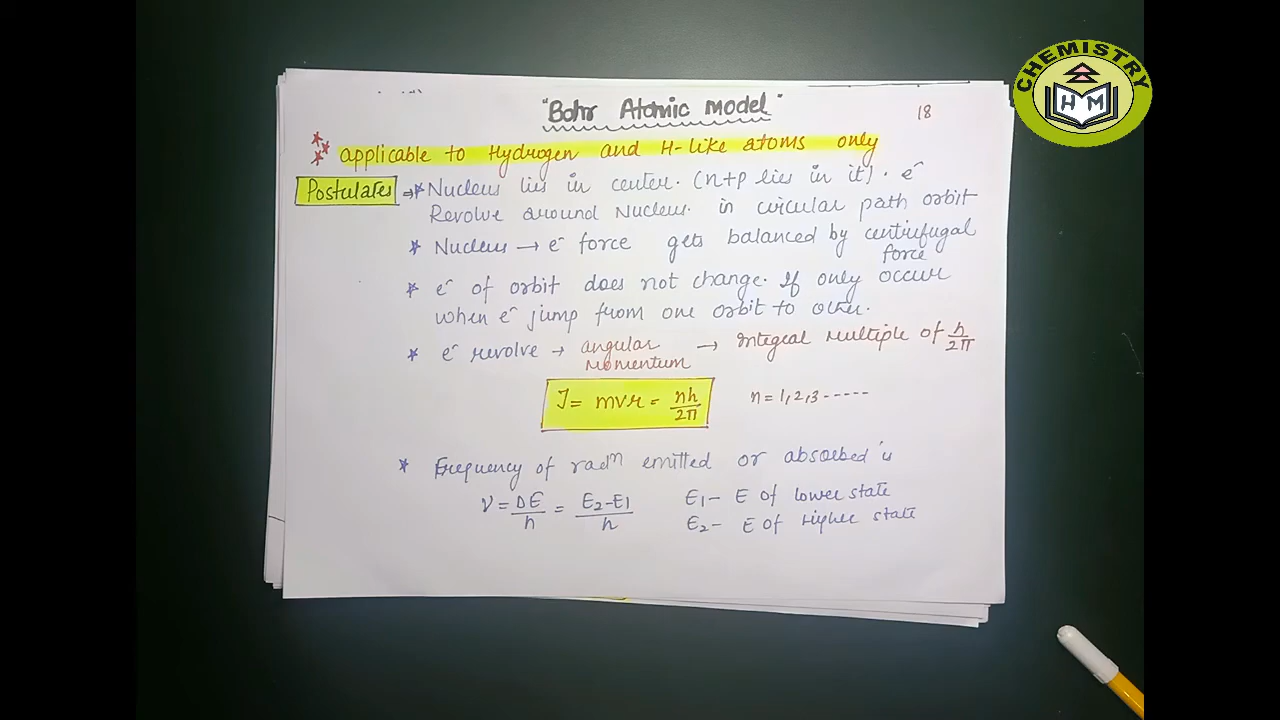 "Bohr Atomic model"
18
applicable to Hydrogen and H-like atoms only
Postulates → * Nucleus lies in center. (n+p lies in it). e⁻
Revolve around Nucleus. in circular path orbit
* Nucleus → e⁻ force gets balanced by centrifugal
force
* e⁻ of orbit does not change. If only occur
when e⁻ jump from one orbit to other.
* e⁻ revolve → angular momentum → Integral multiple of h/2π
J = mvr = nh/2π n = 1, 2, 3 -----
* Frequency of radⁿ emitted or absorbed is
ν = ΔE/h = E₂-E₁/h E₁ - E of lower state
E₂ - E of Higher state
CHEMISTRY
H M